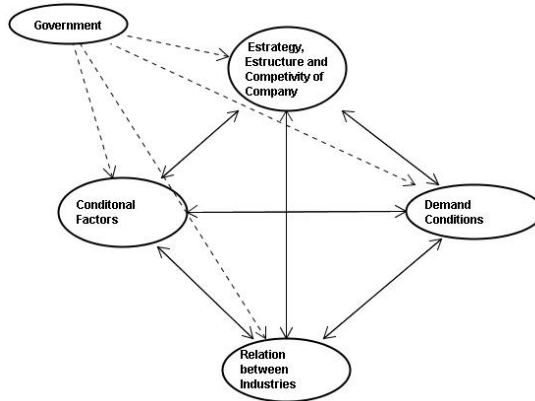 Government
Estrategy,
Estructure and
Competivity of
Company
Conditonal
Factors
Demand
Conditions
Relation
between
Industries